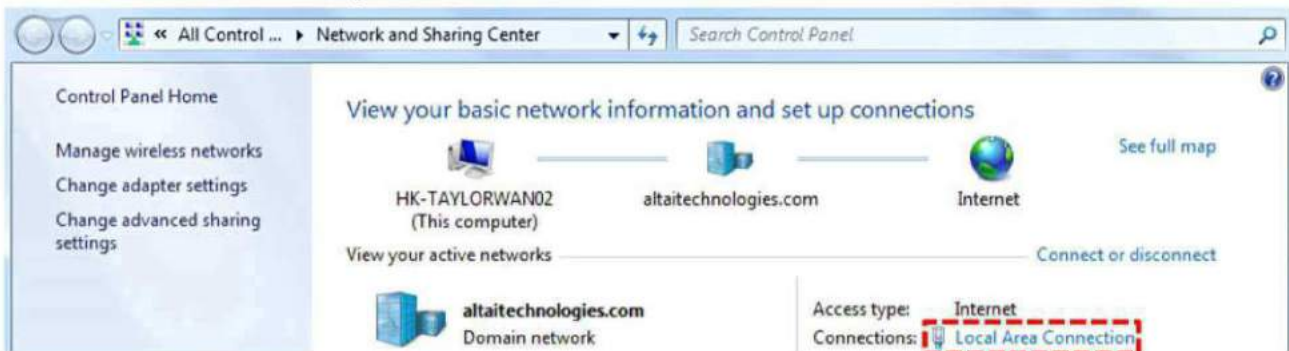 « All Control ... ▸ Network and Sharing Center
Search Control Panel
Control Panel Home
Manage wireless networks
Change adapter settings
Change advanced sharing
settings
View your basic network information and set up connections
See full map
HK-TAYLORWAN02
(This computer)
altaitechnologies.com
Internet
View your active networks
Connect or disconnect
altaitechnologies.com
Domain network
Access type: Internet
Connections: Local Area Connection